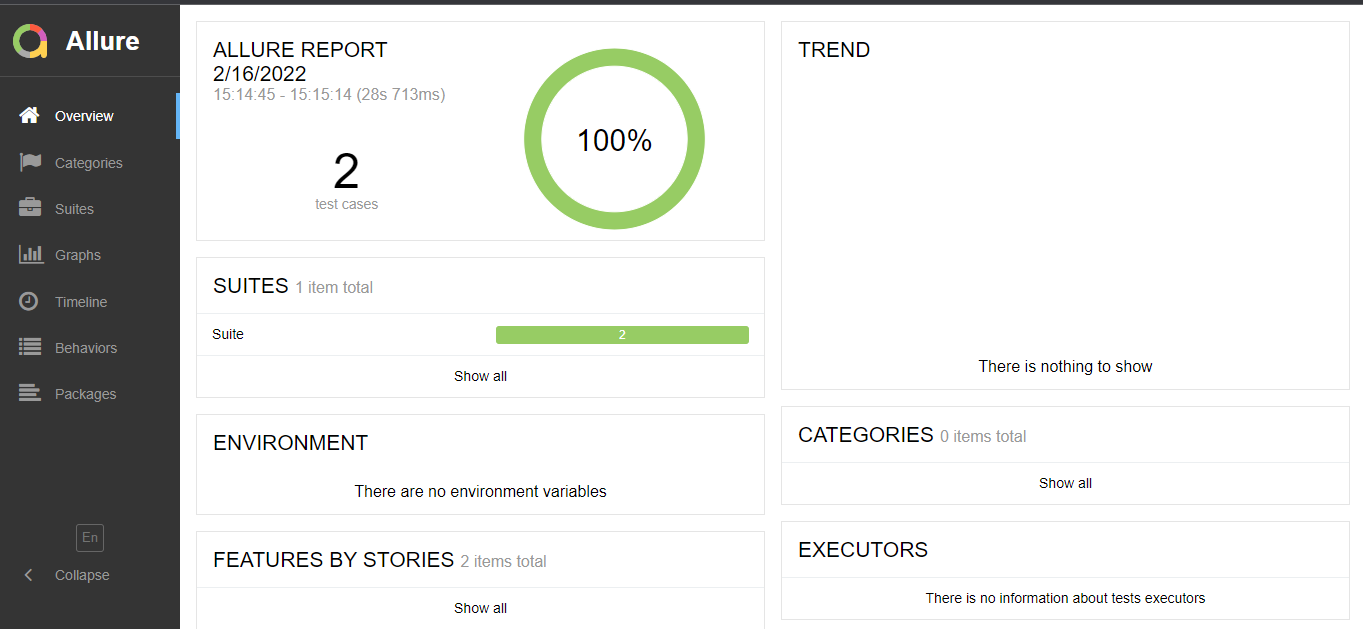 Allure
Overview
Categories
Suites
Graphs
Timeline
Behaviors
Packages
En
Collapse
ALLURE REPORT
2/16/2022
15:14:45 - 15:15:14 (28s 713ms)
2
test cases
100%
SUITES 1 item total
Suite 2
Show all
ENVIRONMENT
There are no environment variables
FEATURES BY STORIES 2 items total
Show all
TREND
There is nothing to show
CATEGORIES 0 items total
Show all
EXECUTORS
There is no information about tests executors